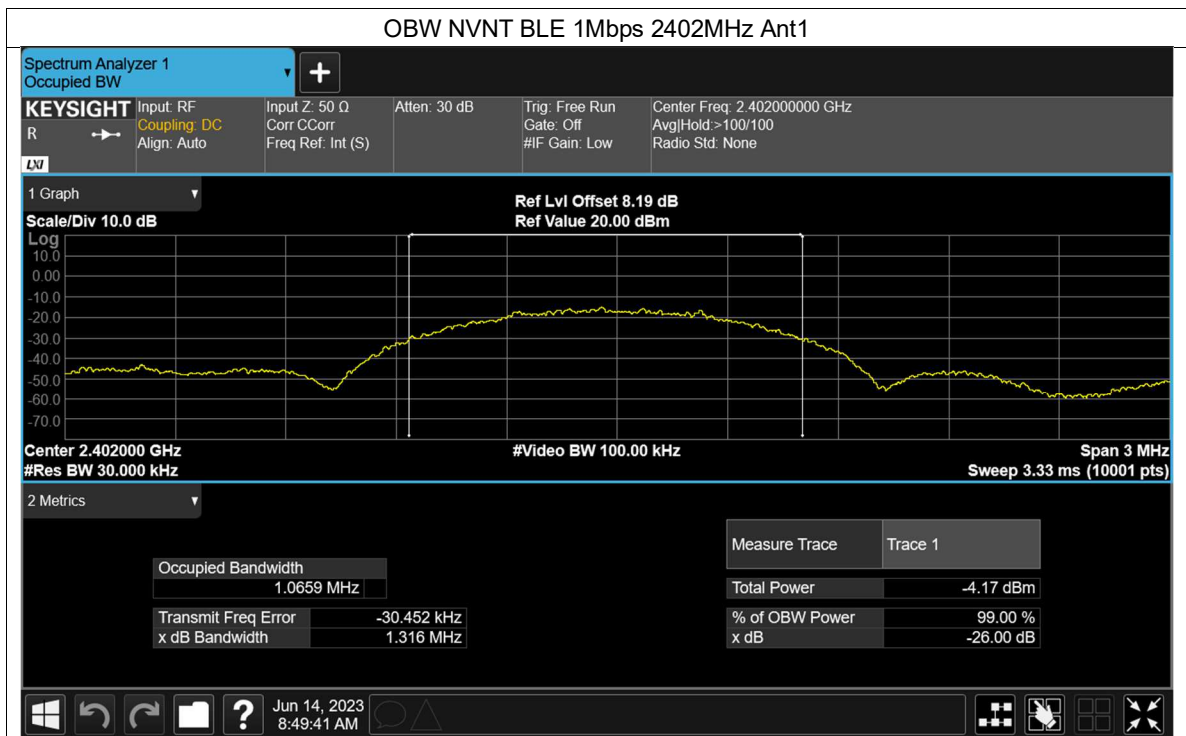 OBW NVNT BLE 1Mbps 2402MHz Ant1
Spectrum Analyzer 1
Occupied BW
KEYSIGHT
R
LXI
Input: RF
Coupling: DC
Align: Auto
Input Z: 50 Ω
Corr CCorr
Freq Ref: Int (S)
Atten: 30 dB
Trig: Free Run
Gate: Off
#IF Gain: Low
Center Freq: 2.402000000 GHz
Avg|Hold:>100/100
Radio Std: None
1 Graph
Scale/Div 10.0 dB
Ref Lvl Offset 8.19 dB
Ref Value 20.00 dBm
Log
10.0
0.00
-10.0
-20.0
-30.0
-40.0
-50.0
-60.0
-70.0
Center 2.402000 GHz
#Video BW 100.00 kHz
Span 3 MHz
#Res BW 30.000 kHz
Sweep 3.33 ms (10001 pts)
2 Metrics
Measure Trace Trace 1
Occupied Bandwidth
1.0659 MHz
Total Power -4.17 dBm
Transmit Freq Error -30.452 kHz
% of OBW Power 99.00 %
x dB Bandwidth 1.316 MHz
x dB -26.00 dB
?
Jun 14, 2023
8:49:41 AM